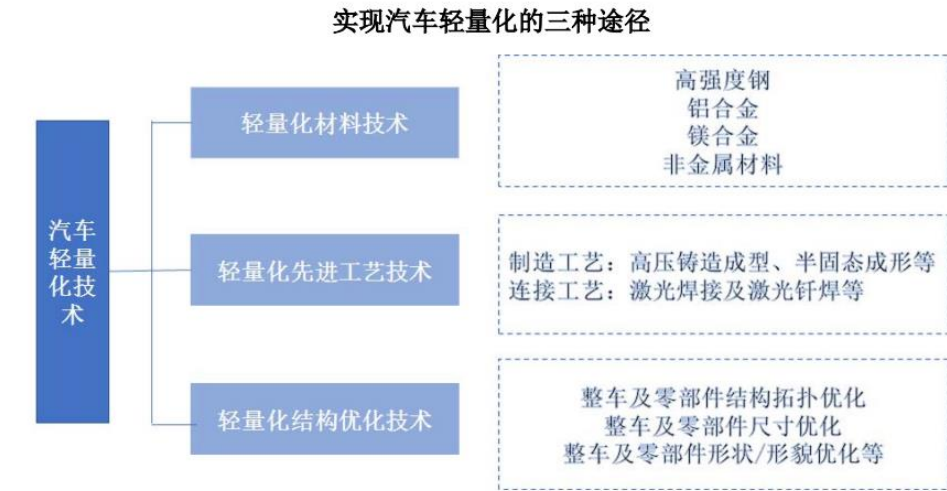 实现汽车轻量化的三种途径
汽车
轻量
化技
术
轻量化材料技术
高强度钢
铝合金
镁合金
非金属材料
轻量化先进工艺技术
制造工艺：高压铸造成型、半固态成形等
连接工艺：激光焊接及激光钎焊等
轻量化结构优化技术
整车及零部件结构拓扑优化
整车及零部件尺寸优化
整车及零部件形状/形貌优化等